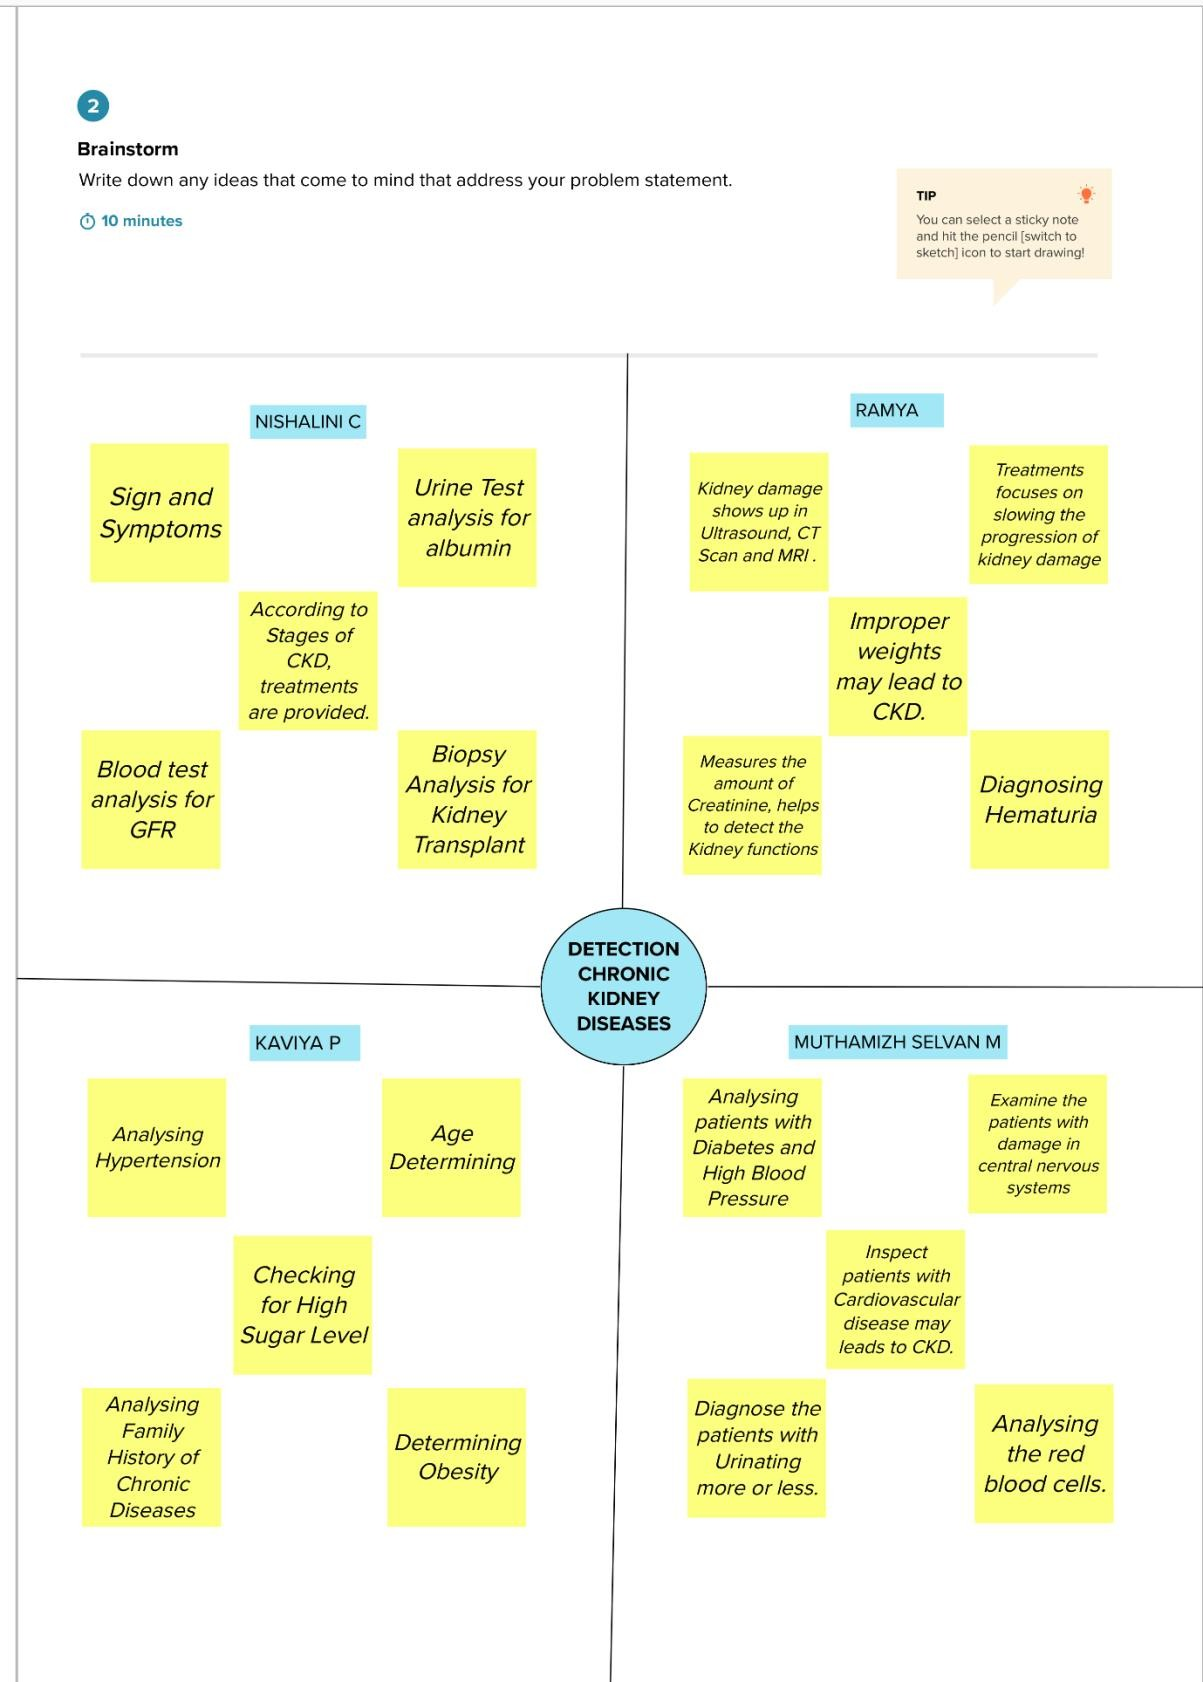 2
Brainstorm
Write down any ideas that come to mind that address your problem statement.
10 minutes
TIP
You can select a sticky note
and hit the pencil [switch to
sketch] icon to start drawing!
NISHALINI C
Sign and
Symptoms
Urine Test
analysis for
albumin
According to
Stages of
CKD,
treatments
are provided.
Blood test
analysis for
GFR
Biopsy
Analysis for
Kidney
Transplant
RAMYA
Kidney damage
shows up in
Ultrasound, CT
Scan and MRI .
Treatments
focuses on
slowing the
progression of
kidney damage
Improper
weights
may lead to
CKD.
Measures the
amount of
Creatinine, helps
to detect the
Kidney functions
Diagnosing
Hematuria
DETECTION
CHRONIC
KIDNEY
DISEASES
KAVIYA P
Analysing
Hypertension
Age
Determining
Checking
for High
Sugar Level
Analysing
Family
History of
Chronic
Diseases
Determining
Obesity
MUTHAMIZH SELVAN M
Analysing
patients with
Diabetes and
High Blood
Pressure
Examine the
patients with
damage in
central nervous
systems
Inspect
patients with
Cardiovascular
disease may
leads to CKD.
Diagnose the
patients with
Urinating
more or less.
Analysing
the red
blood cells.